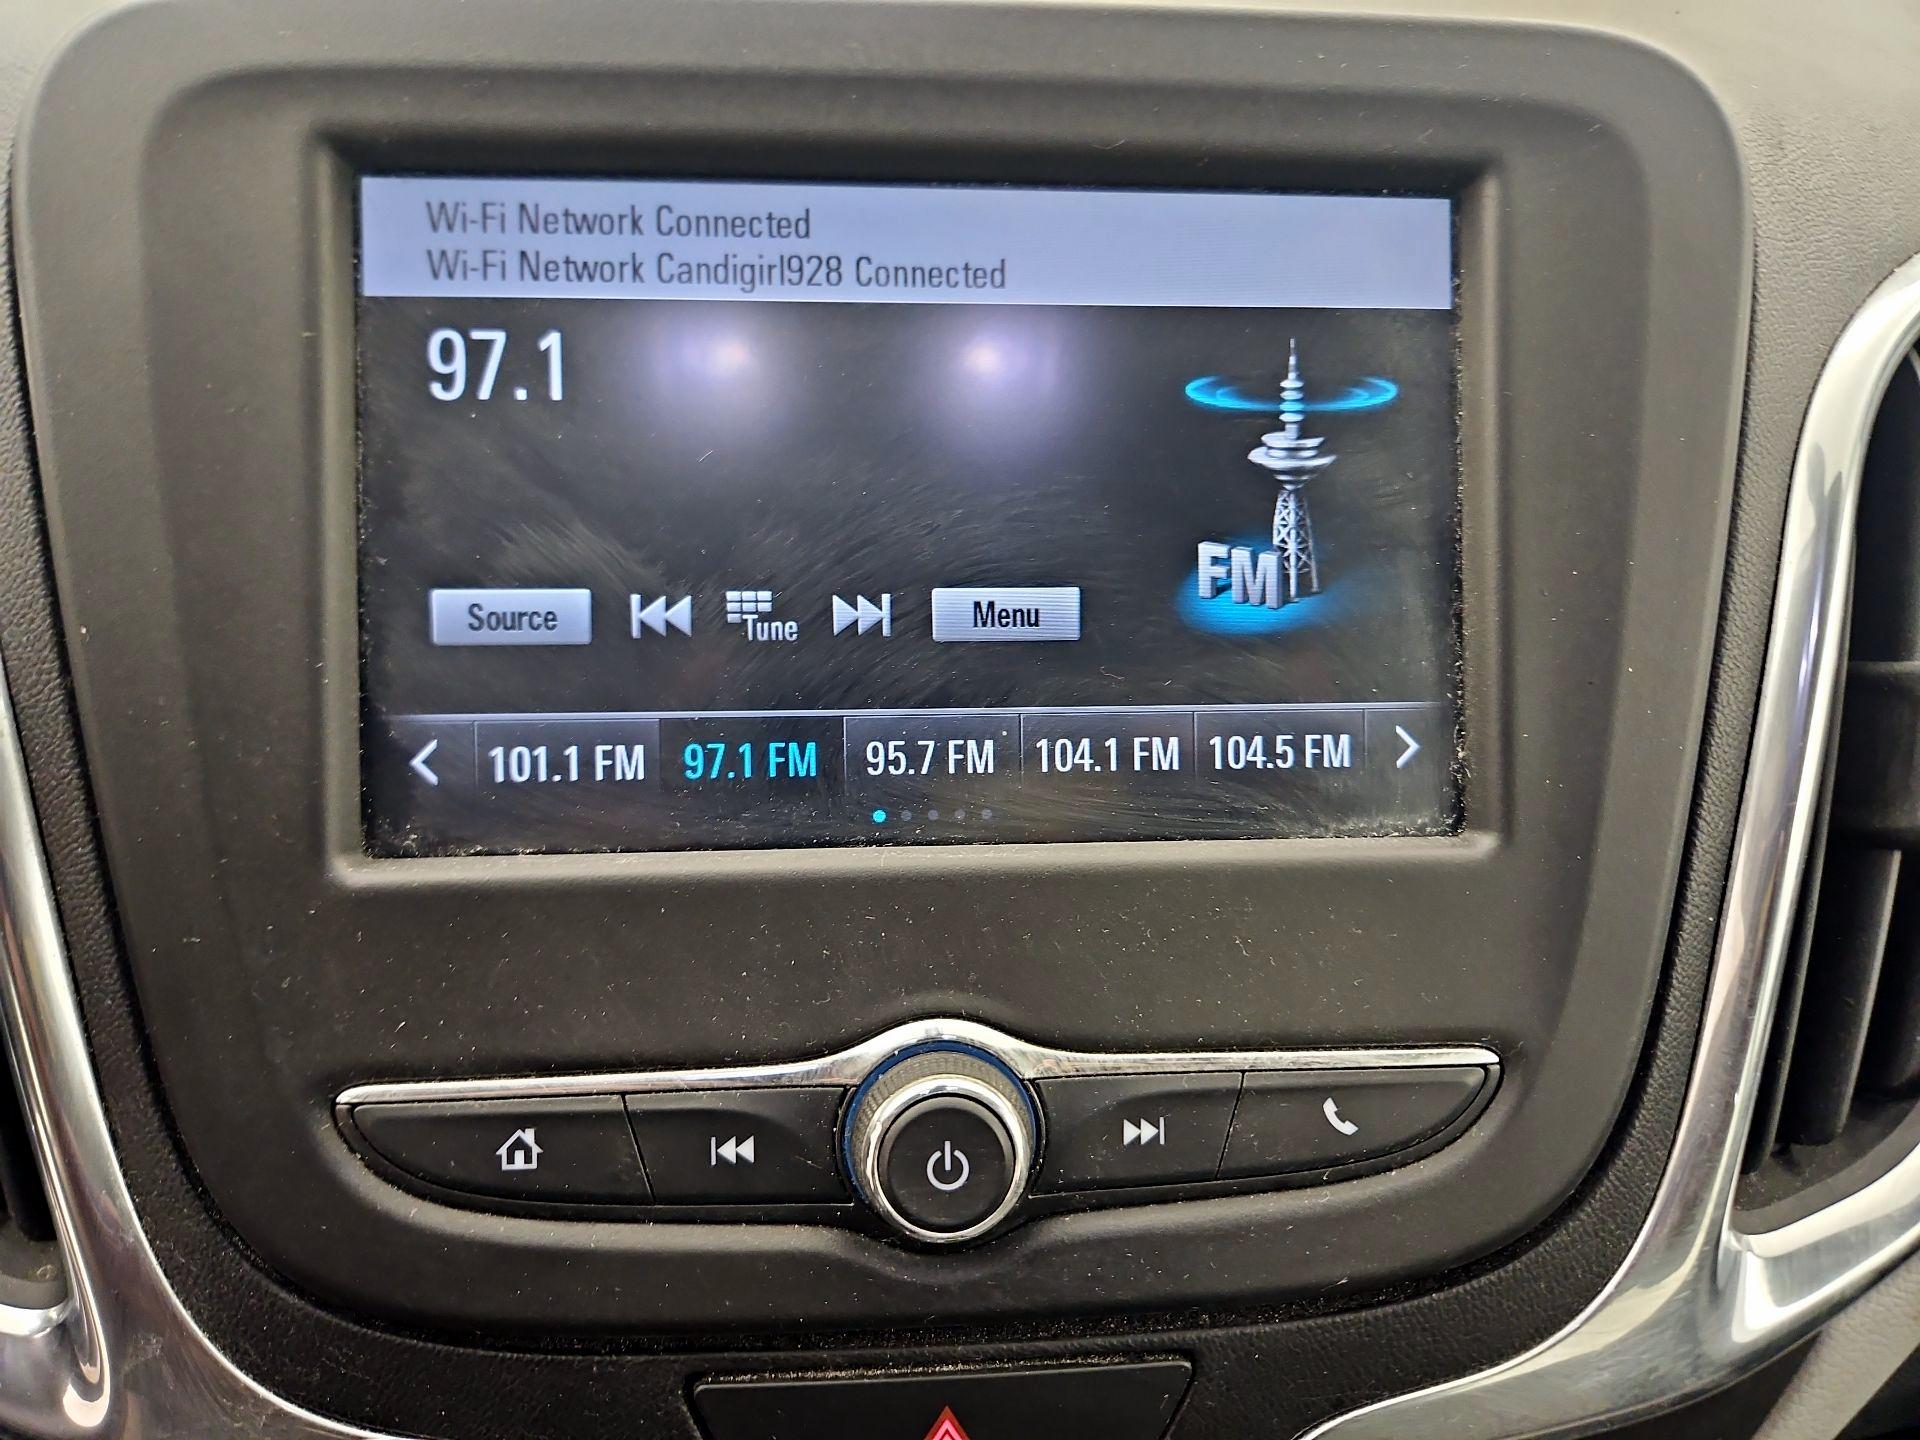 Wi-Fi Network Connected
Wi-Fi Network Candigirl928 Connected
97.1
FM
Source Tune Menu
101.1 FM 97.1 FM 95.7 FM 104.1 FM 104.5 FM